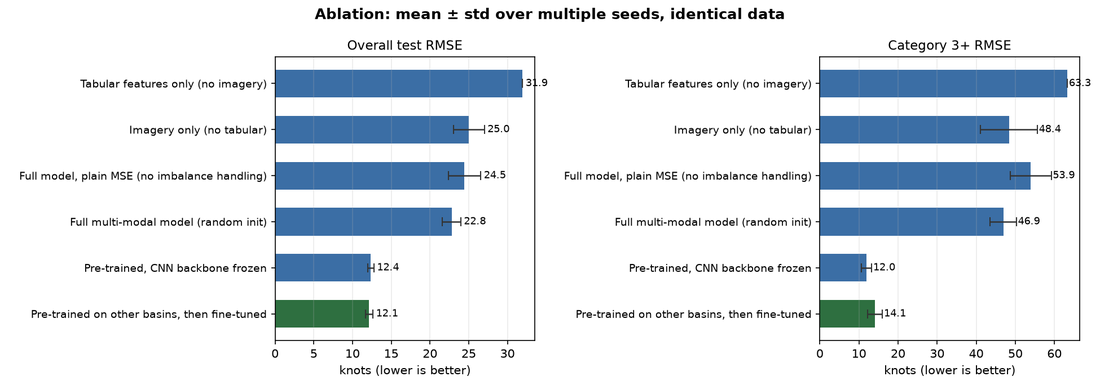 Ablation: mean ± std over multiple seeds, identical data
Overall test RMSE
Tabular features only (no imagery)
31.9
Imagery only (no tabular)
25.0
Full model, plain MSE (no imbalance handling)
24.5
Full multi-modal model (random init)
22.8
Pre-trained, CNN backbone frozen
12.4
Pre-trained on other basins, then fine-tuned
12.1
0 5 10 15 20 25 30
knots (lower is better)
Category 3+ RMSE
Tabular features only (no imagery)
63.3
Imagery only (no tabular)
48.4
Full model, plain MSE (no imbalance handling)
53.9
Full multi-modal model (random init)
46.9
Pre-trained, CNN backbone frozen
12.0
Pre-trained on other basins, then fine-tuned
14.1
0 10 20 30 40 50 60
knots (lower is better)